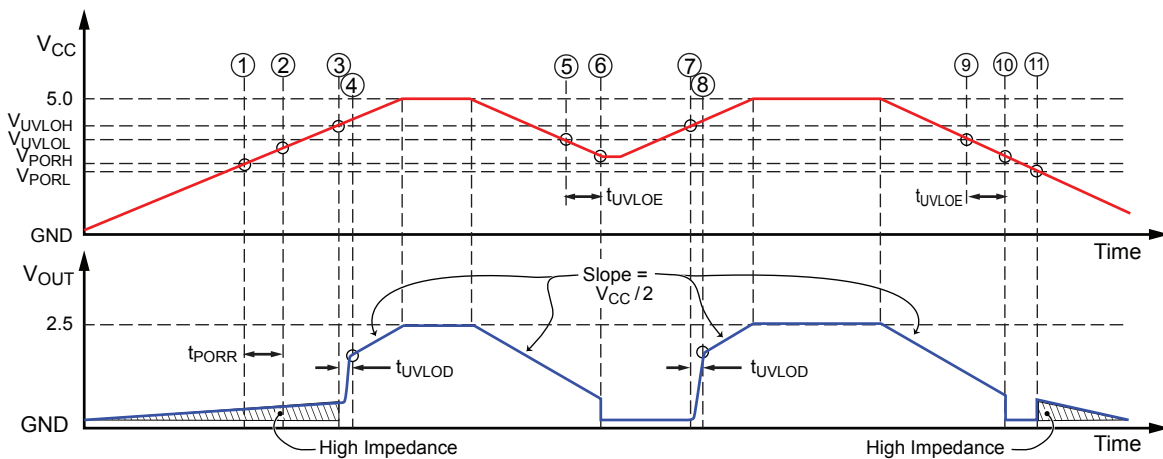 VCC
1 2 3 4 5 6 7 8 9 10 11
5.0
VUVLOH
VUVLOL
VPORH
VPORL
tUVLOE
tUVLOE
GND
Time
VOUT
Slope =
VCC / 2
2.5
tPORR
tUVLOD
tUVLOD
GND
Time
High Impedance
High Impedance